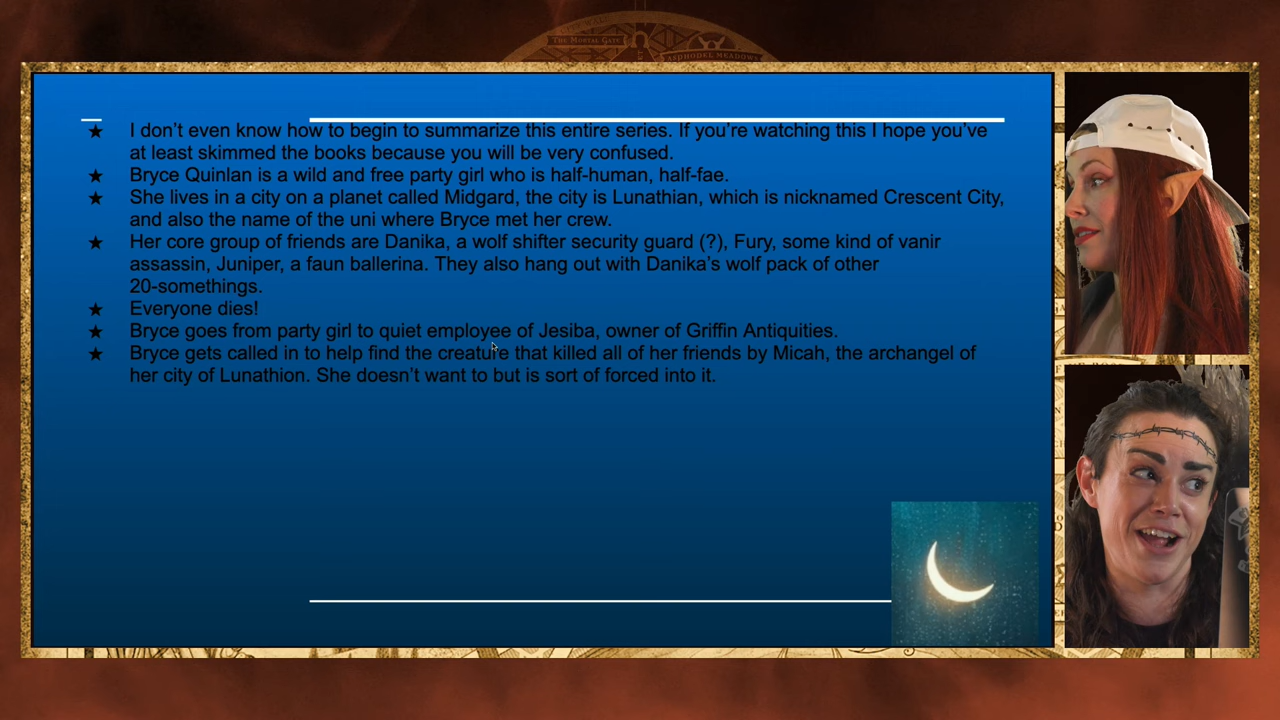 THE MORTAL GATE
ASPHODEL MEADOWS
★ I don't even know how to begin to summarize this entire series. If you're watching this I hope you've
at least skimmed the books because you will be very confused.
★ Bryce Quinlan is a wild and free party girl who is half-human, half-fae.
★ She lives in a city on a planet called Midgard, the city is Lunathian, which is nicknamed Crescent City,
and also the name of the uni where Bryce met her crew.
★ Her core group of friends are Danika, a wolf shifter security guard (?), Fury, some kind of vanir
assassin, Juniper, a faun ballerina. They also hang out with Danika's wolf pack of other
20-somethings.
★ Everyone dies!
★ Bryce goes from party girl to quiet employee of Jesiba, owner of Griffin Antiquities.
★ Bryce gets called in to help find the creature that killed all of her friends by Micah, the archangel of
her city of Lunathion. She doesn't want to but is sort of forced into it.